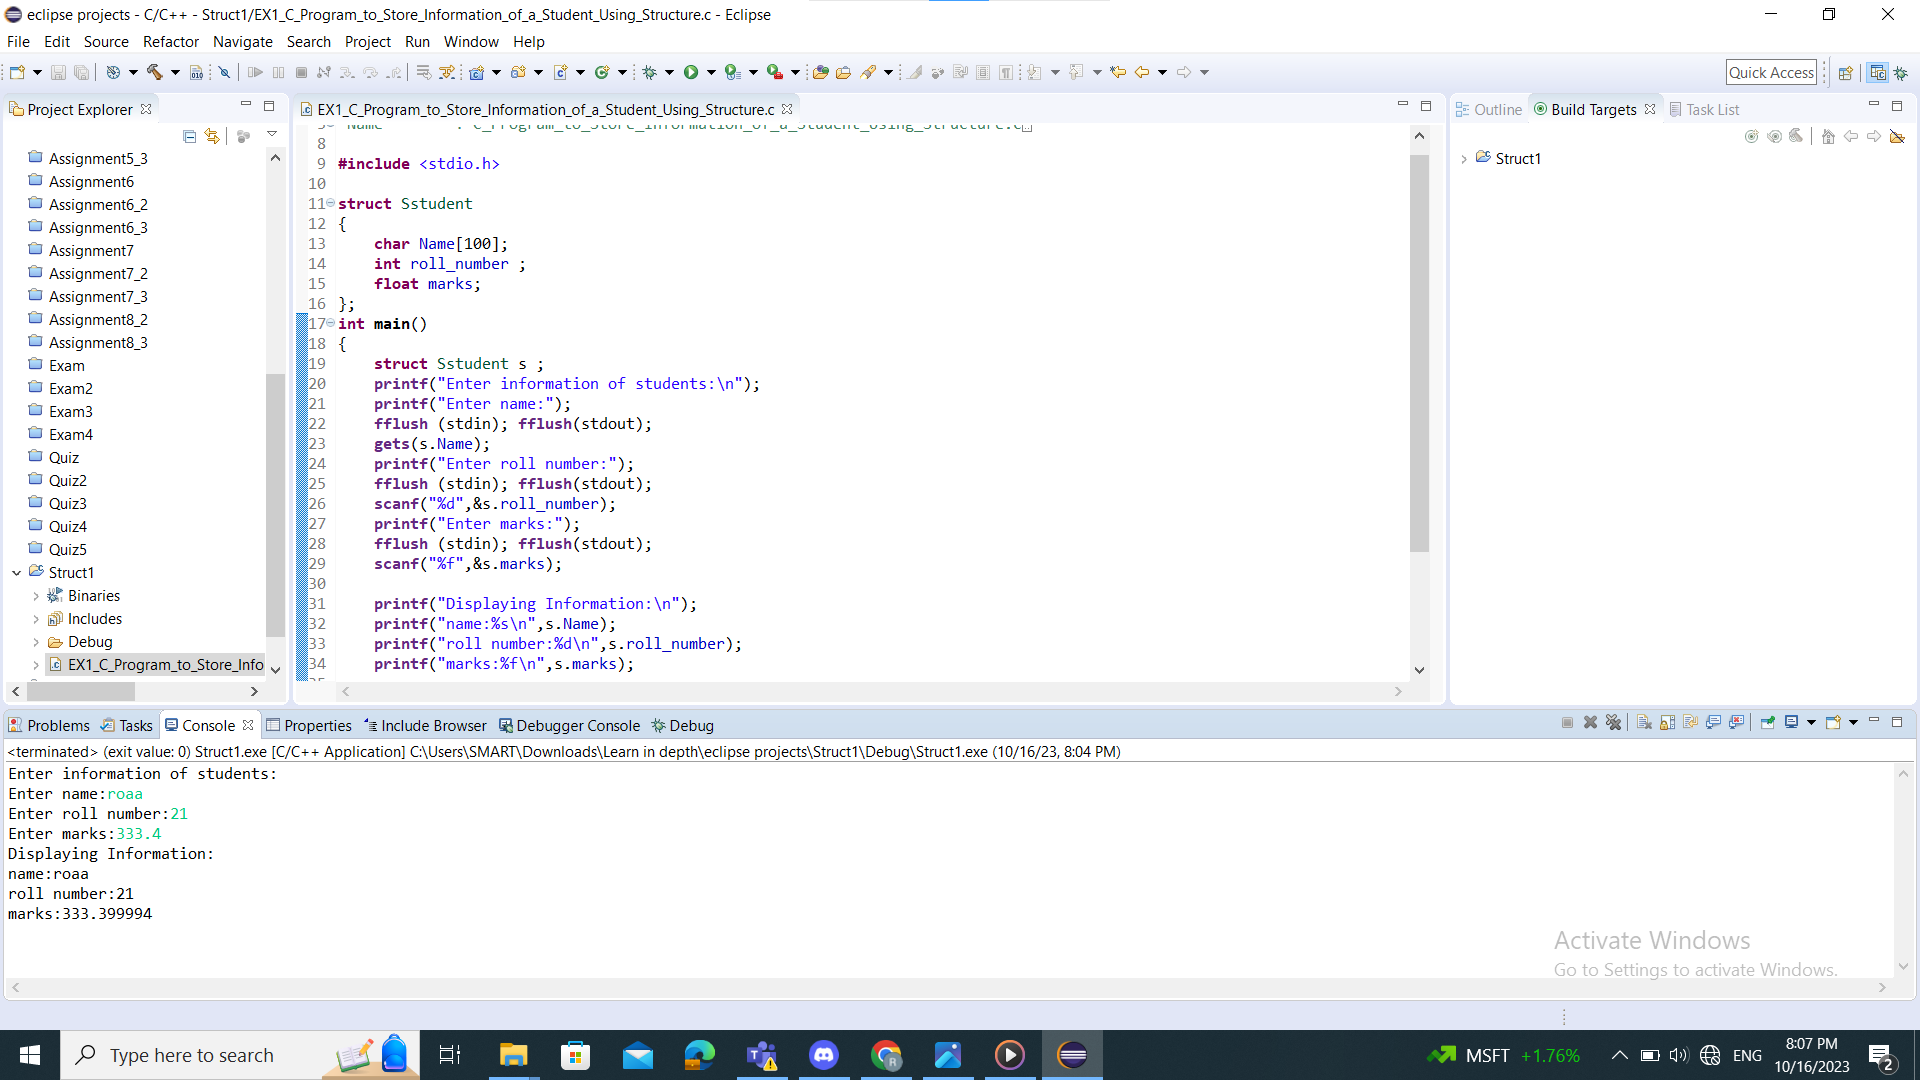 eclipse projects - C/C++ - Struct1/EX1_C_Program_to_Store_Information_of_a_Student_Using_Structure.c - Eclipse
File Edit Source Refactor Navigate Search Project Run Window Help
Quick Access
Project Explorer
EX1_C_Program_to_Store_Information_of_a_Student_Using_Structure.c
Outline Build Targets Task List
Assignment5_3
Assignment6
Assignment6_2
Assignment6_3
Assignment7
Assignment7_2
Assignment7_3
Assignment8_2
Assignment8_3
Exam
Exam2
Exam3
Exam4
Quiz
Quiz2
Quiz3
Quiz4
Quiz5
Struct1
Binaries
Includes
Debug
EX1_C_Program_to_Store_Info
Name : C_Program_to_Store_Information_of_a_Student_Using_Structure.c
8
9 #include <stdio.h>
10
11 struct Sstudent
12 {
13 char Name[100];
14 int roll_number ;
15 float marks;
16 };
17 int main()
18 {
19 struct Sstudent s ;
20 printf("Enter information of students:\n");
21 printf("Enter name:");
22 fflush (stdin); fflush(stdout);
23 gets(s.Name);
24 printf("Enter roll number:");
25 fflush (stdin); fflush(stdout);
26 scanf("%d",&s.roll_number);
27 printf("Enter marks:");
28 fflush (stdin); fflush(stdout);
29 scanf("%f",&s.marks);
30
31 printf("Displaying Information:\n");
32 printf("name:%s\n",s.Name);
33 printf("roll number:%d\n",s.roll_number);
34 printf("marks:%f\n",s.marks);
Struct1
Problems Tasks Console Properties Include Browser Debugger Console Debug
<terminated> (exit value: 0) Struct1.exe [C/C++ Application] C:\Users\SMART\Downloads\Learn in depth\eclipse projects\Struct1\Debug\Struct1.exe (10/16/23, 8:04 PM)
Enter information of students:
Enter name:roaa
Enter roll number:21
Enter marks:333.4
Displaying Information:
name:roaa
roll number:21
marks:333.399994
Activate Windows
Go to Settings to activate Windows.
Type here to search
MSFT +1.76%
ENG
8:07 PM
10/16/2023
2